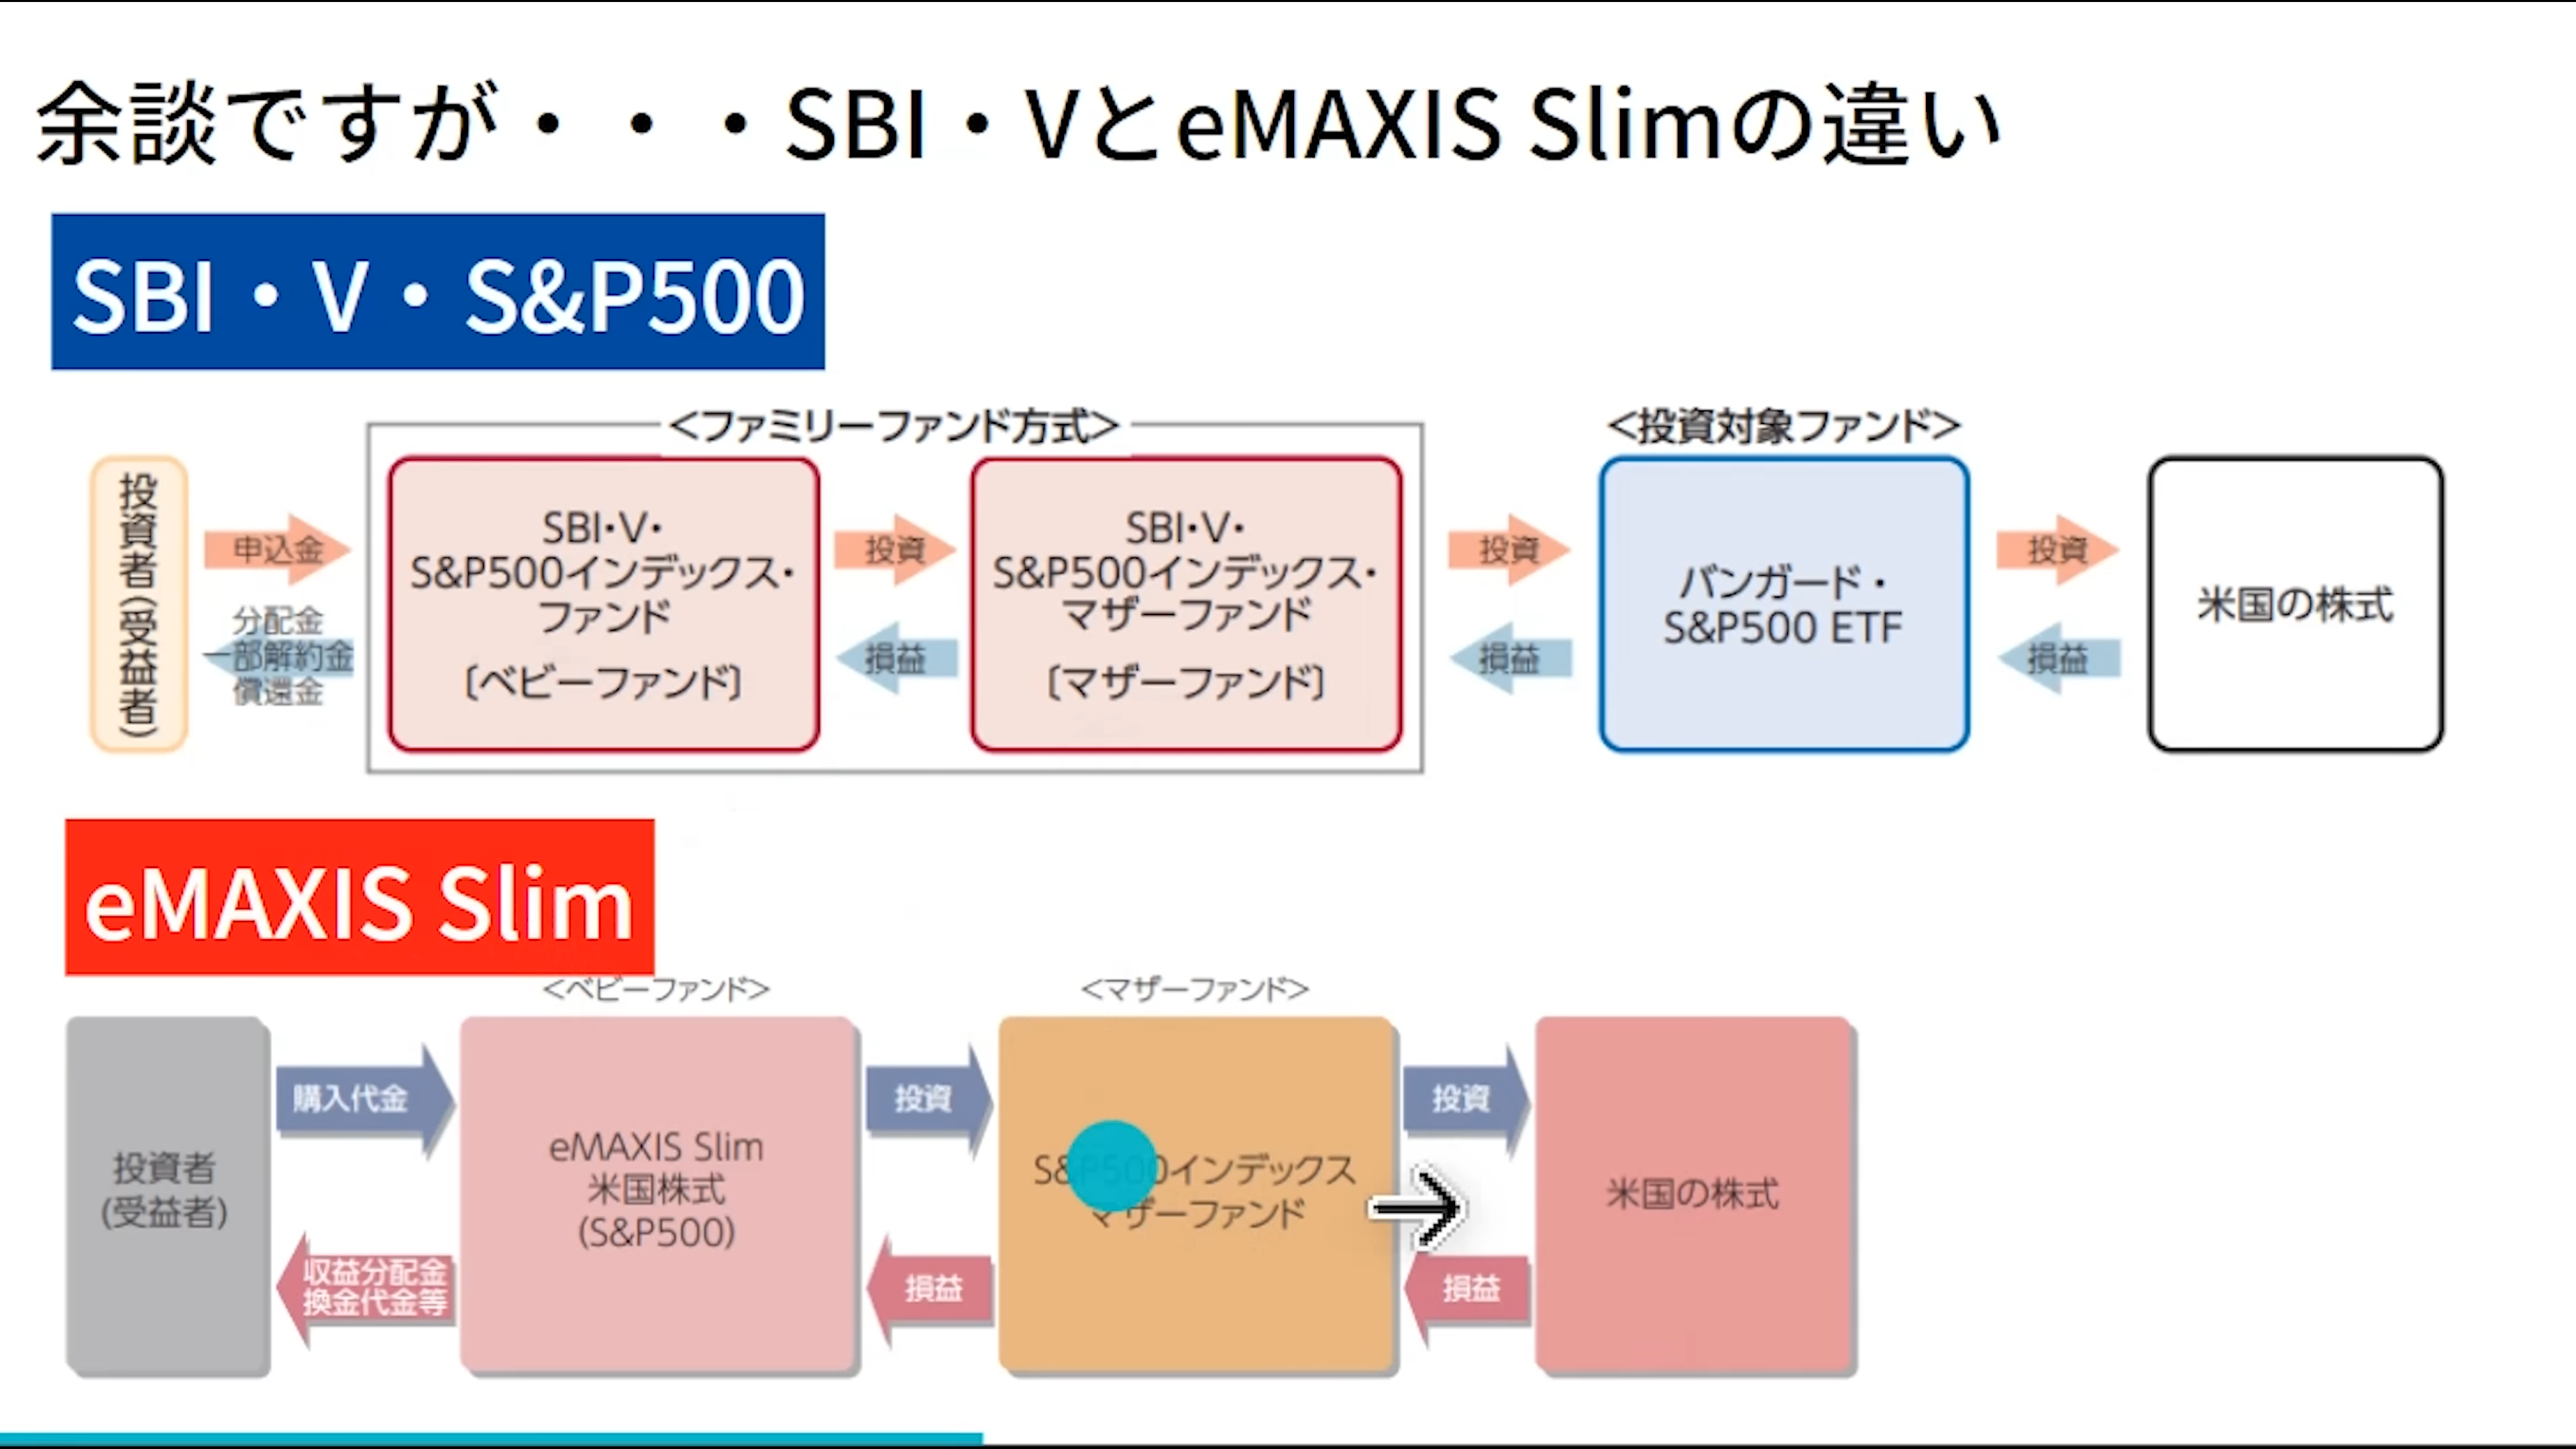 余談ですが・・・SBI・VとeMAXIS Slimの違い
SBI・V・S&P500
<ファミリーファンド方式>
<投資対象ファンド>
投資者(受益者)
申込金
分配金
一部解約金
償還金
SBI・V・
S&P500インデックス・
ファンド
〔ベビーファンド〕
投資
損益
SBI・V・
S&P500インデックス・
マザーファンド
〔マザーファンド〕
投資
損益
バンガード・
S&P500 ETF
投資
損益
米国の株式
eMAXIS Slim
<ベビーファンド>
<マザーファンド>
投資者
(受益者)
購入代金
収益分配金
換金代金等
eMAXIS Slim
米国株式
(S&P500)
投資
損益
S&P500インデックス
マザーファンド
投資
損益
米国の株式